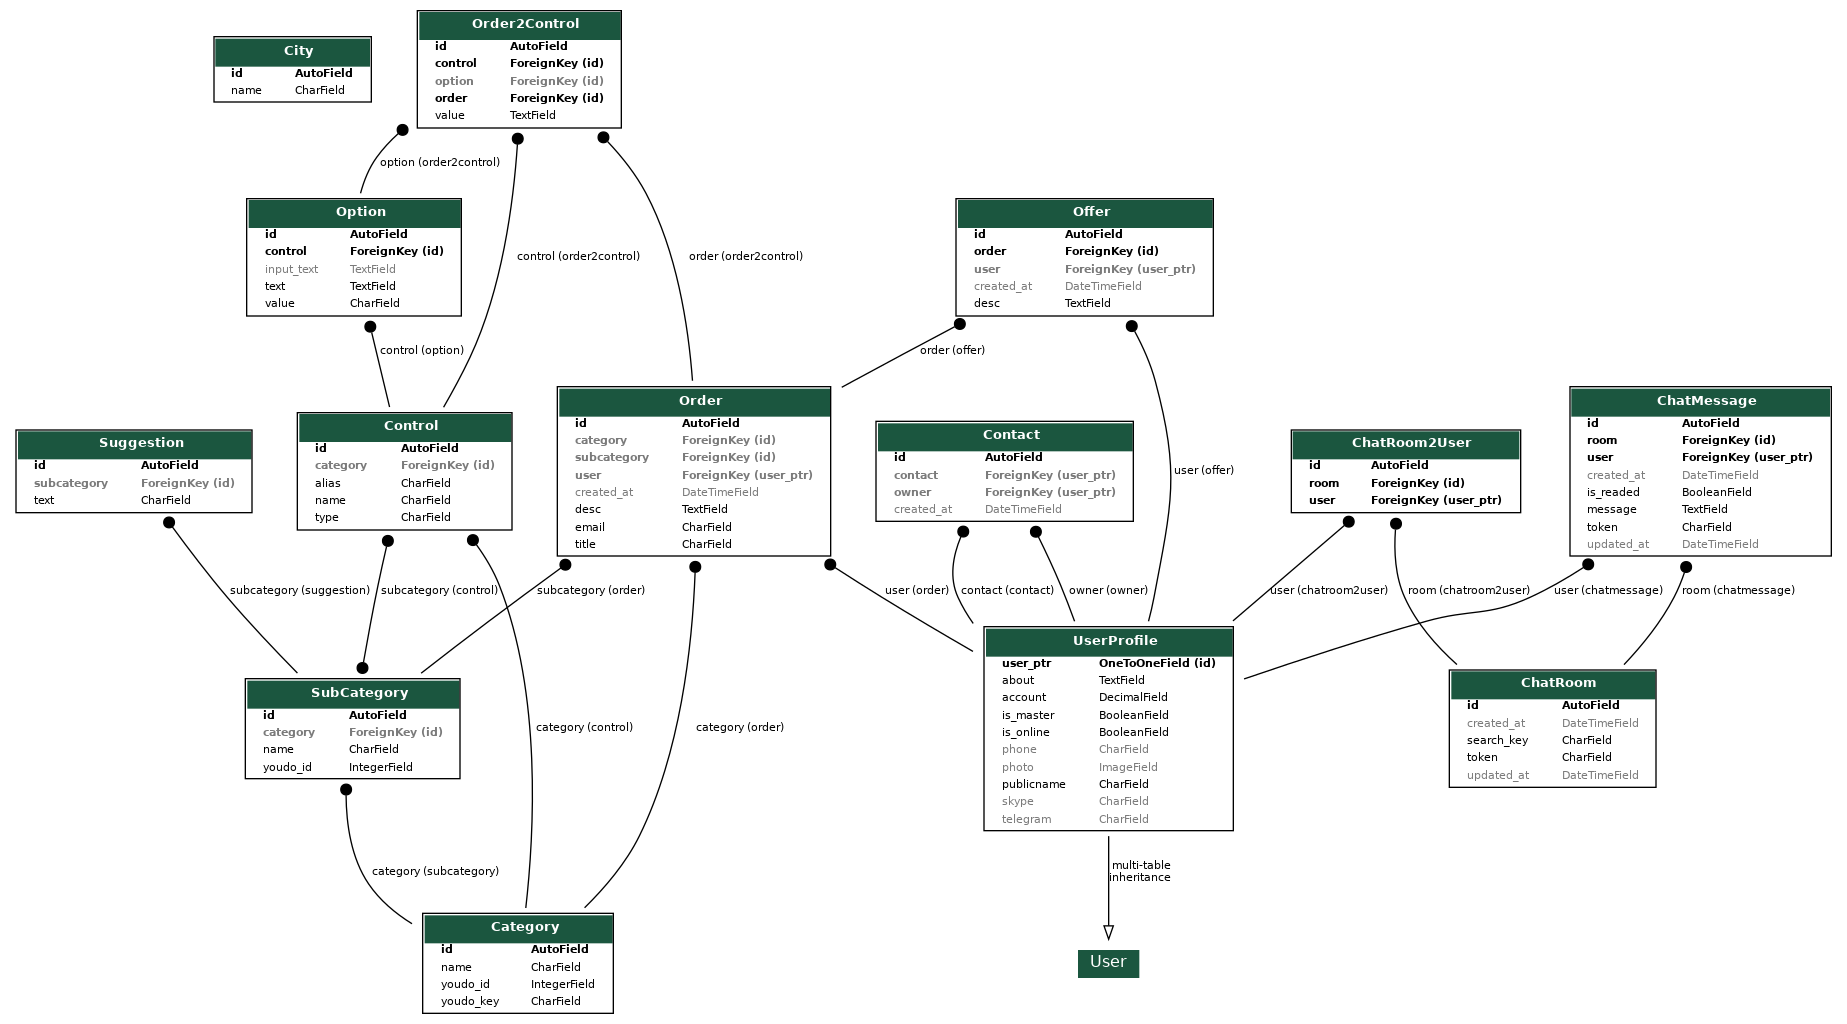 Order2Control
id AutoField
control ForeignKey (id)
option ForeignKey (id)
order ForeignKey (id)
value TextField
City
id AutoField
name CharField
option (order2control)
control (order2control)
order (order2control)
Option
id AutoField
control ForeignKey (id)
input_text TextField
text TextField
value CharField
Offer
id AutoField
order ForeignKey (id)
user ForeignKey (user_ptr)
created_at DateTimeField
desc TextField
control (option)
order (offer)
user (offer)
Suggestion
id AutoField
subcategory ForeignKey (id)
text CharField
Control
id AutoField
category ForeignKey (id)
alias CharField
name CharField
type CharField
Order
id AutoField
category ForeignKey (id)
subcategory ForeignKey (id)
user ForeignKey (user_ptr)
created_at DateTimeField
desc TextField
email CharField
title CharField
Contact
id AutoField
contact ForeignKey (user_ptr)
owner ForeignKey (user_ptr)
created_at DateTimeField
ChatRoom2User
id AutoField
room ForeignKey (id)
user ForeignKey (user_ptr)
ChatMessage
id AutoField
room ForeignKey (id)
user ForeignKey (user_ptr)
created_at DateTimeField
is_readed BooleanField
message TextField
token CharField
updated_at DateTimeField
subcategory (suggestion)
subcategory (control)
subcategory (order)
user (order)
contact (contact)
owner (owner)
user (chatroom2user)
room (chatroom2user)
user (chatmessage)
room (chatmessage)
SubCategory
id AutoField
category ForeignKey (id)
name CharField
youdo_id IntegerField
category (control)
category (order)
UserProfile
user_ptr OneToOneField (id)
about TextField
account DecimalField
is_master BooleanField
is_online BooleanField
phone CharField
photo ImageField
publicname CharField
skype CharField
telegram CharField
ChatRoom
id AutoField
created_at DateTimeField
search_key CharField
token CharField
updated_at DateTimeField
category (subcategory)
multi-table
inheritance
Category
id AutoField
name CharField
youdo_id IntegerField
youdo_key CharField
User